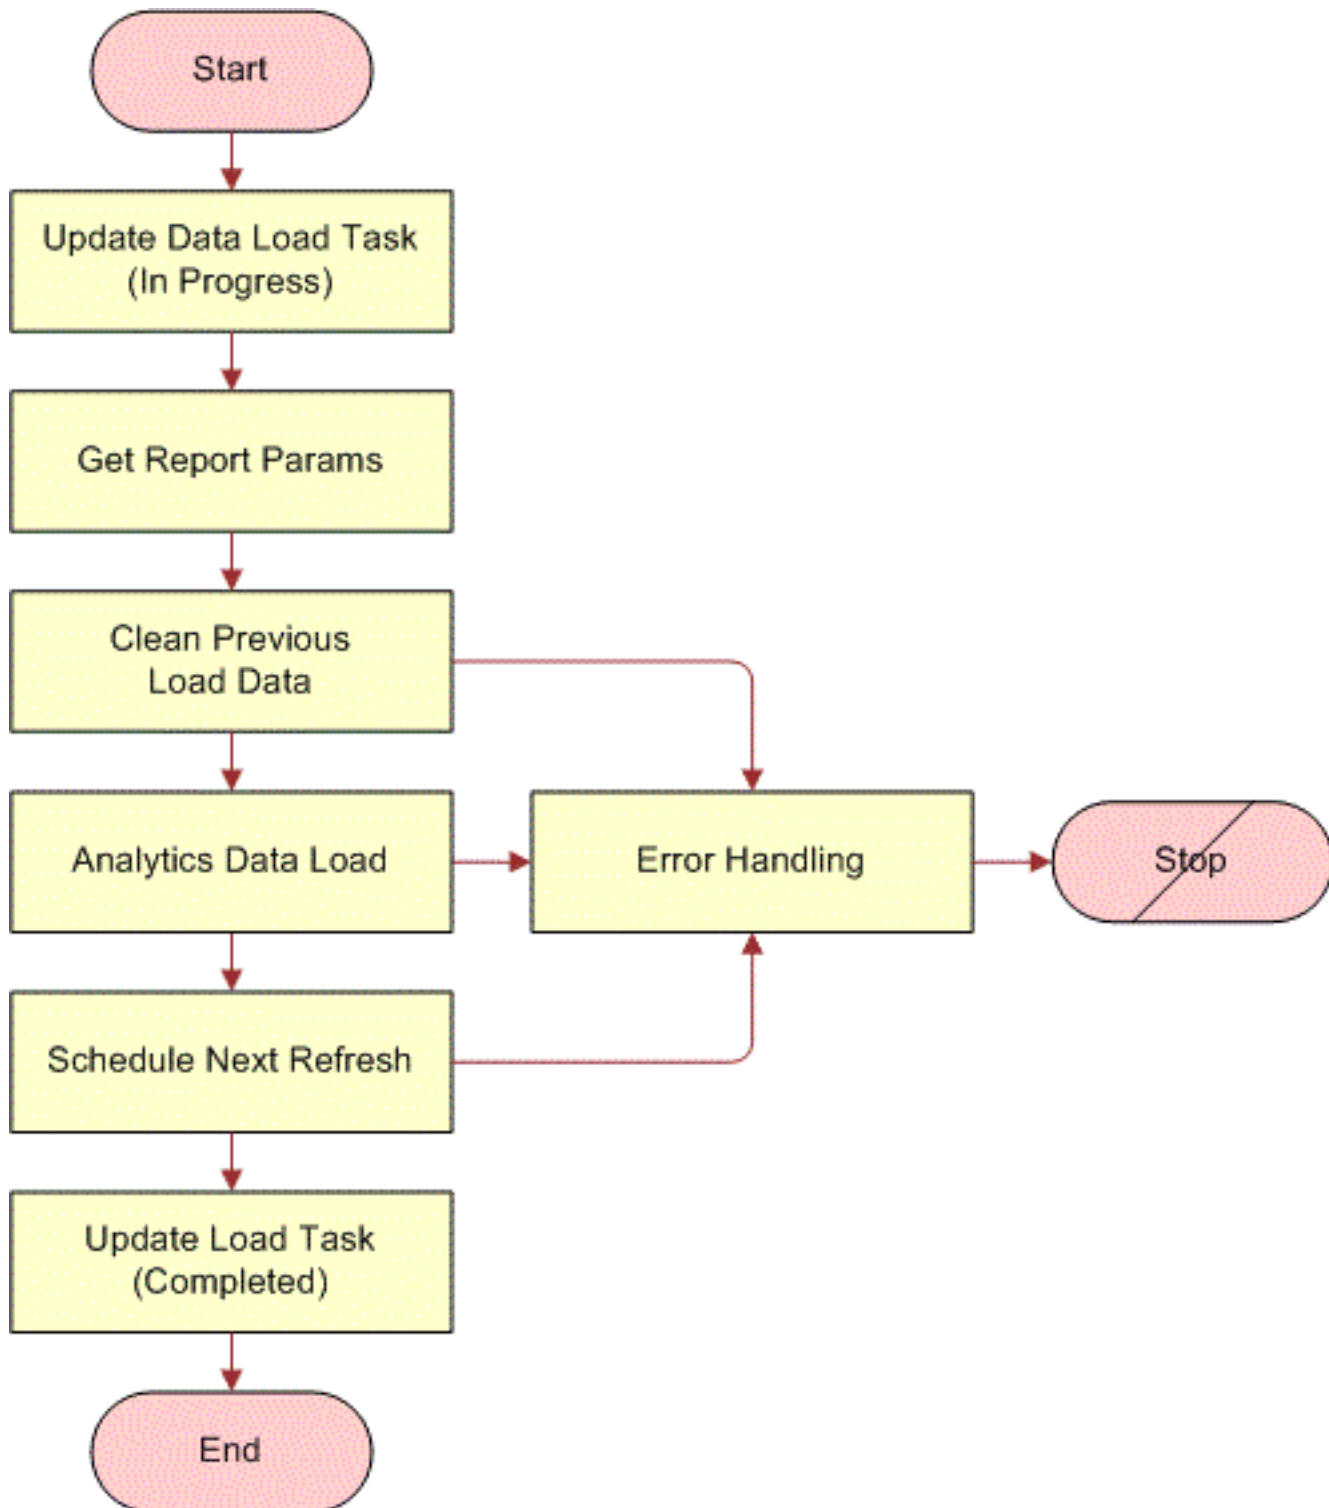 Start
Update Data Load Task
(In Progress)
Get Report Params
Clean Previous
Load Data
Analytics Data Load
Error Handling
Stop
Schedule Next Refresh
Update Load Task
(Completed)
End